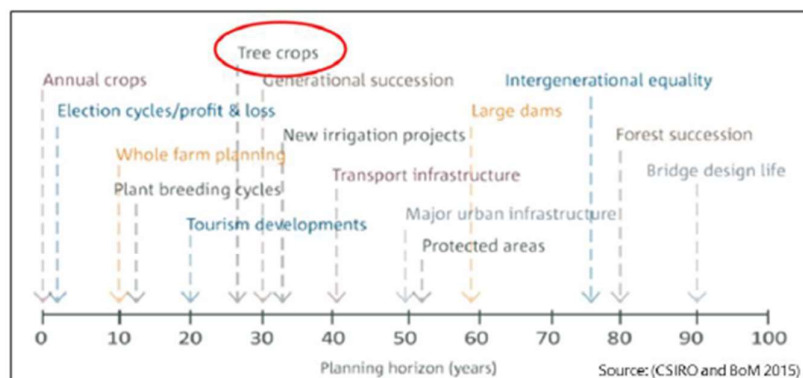 Tree crops
Annual crops
Generational succession
Intergenerational equality
Election cycles/profit & loss
Large dams
New irrigation projects
Forest succession
Whole farm planning
Transport infrastructure
Bridge design life
Plant breeding cycles
Major urban infrastructure
Tourism developments
Protected areas
0 10 20 30 40 50 60 70 80 90 100
Planning horizon (years)
Source: (CSIRO and BoM 2015)